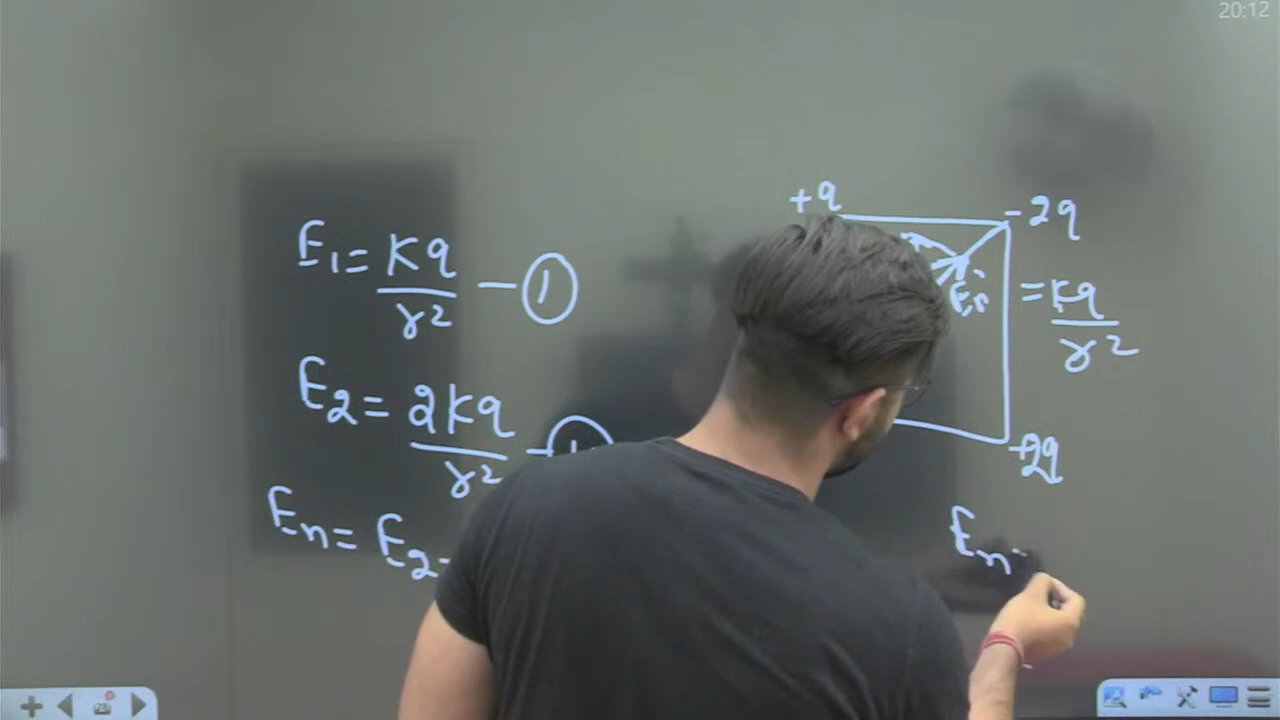 20:12
E₁ = Kq/r² — ①
E₂ = 2Kq/r² —
Eₙ = E₂ -
+q
-2q
= Kq/r²
-2q
Eₙ